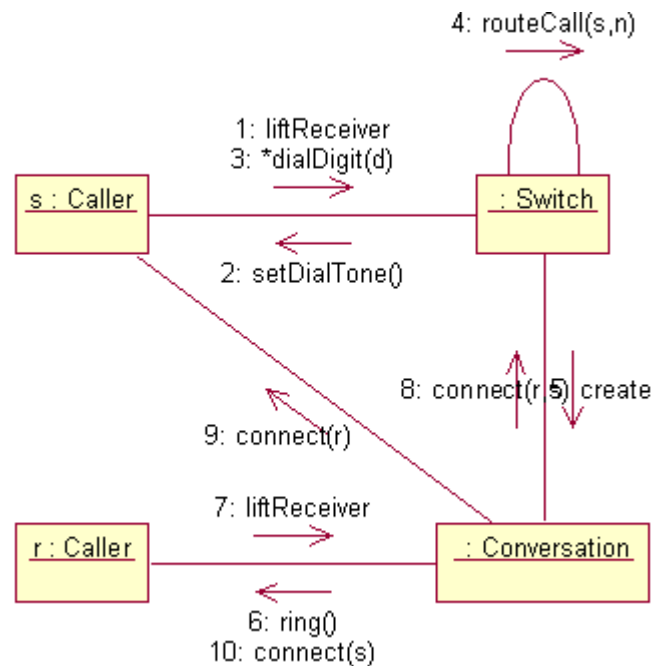 4: routeCall(s,n)
1: liftReceiver
3: *dialDigit(d)
s : Caller
: Switch
2: setDialTone()
8: connect(r,5) create
9: connect(r)
7: liftReceiver
r : Caller
: Conversation
6: ring()
10: connect(s)